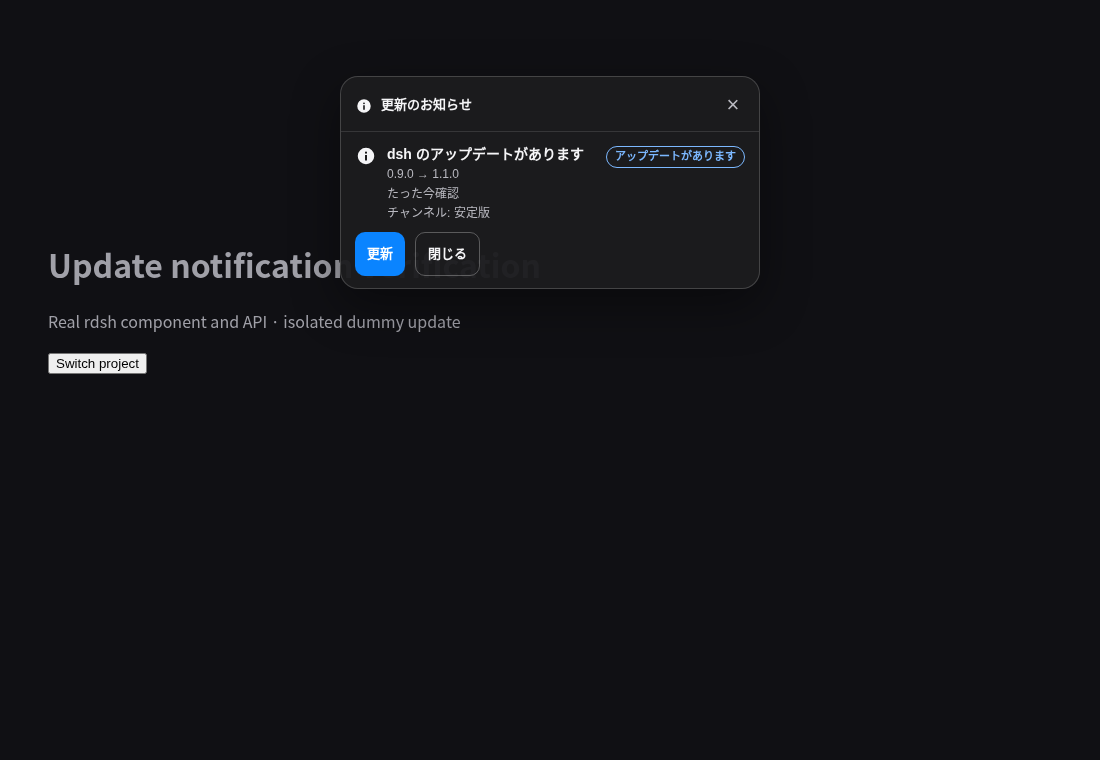 更新のお知らせ
dsh のアップデートがあります
アップデートがあります
0.9.0 → 1.1.0
たった今確認
チャンネル: 安定版
更新
閉じる
Update notification
Real rdsh component and API · isolated dummy update
Switch project